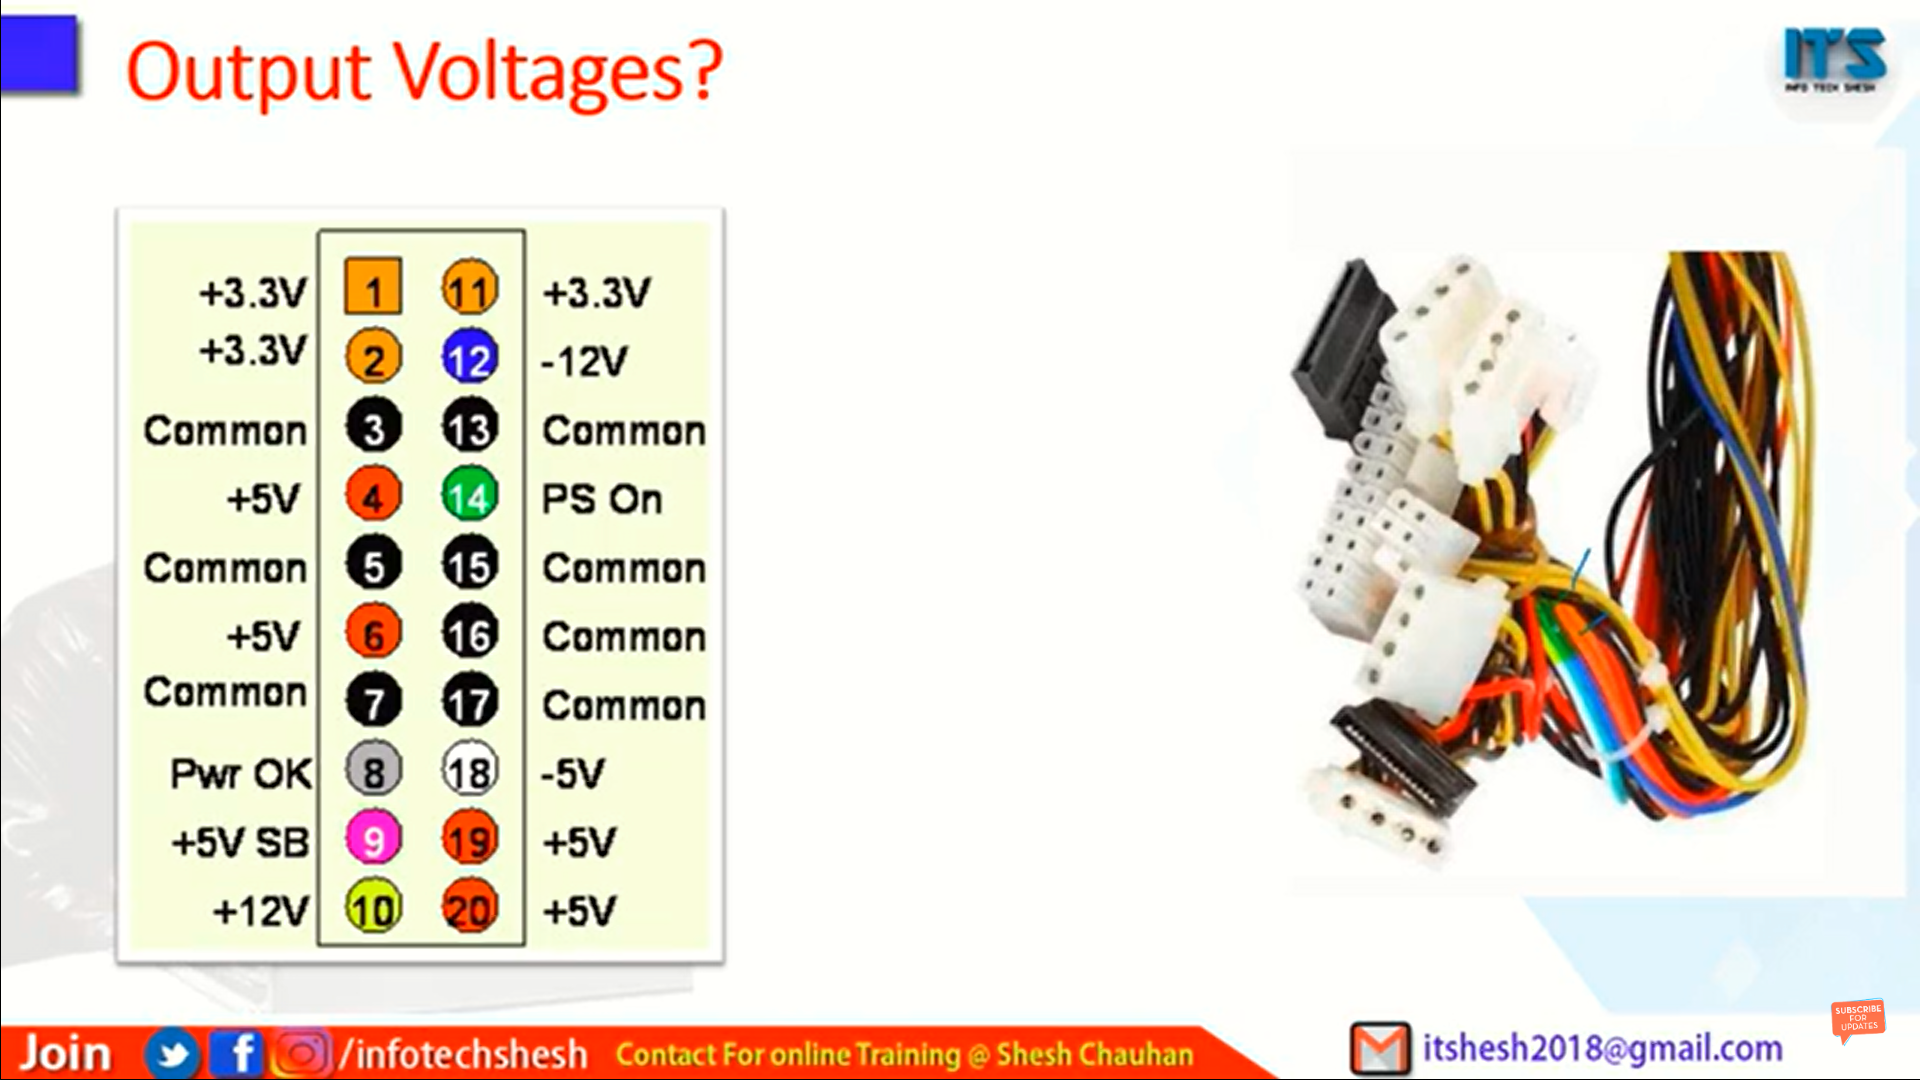 Output Voltages?
IT'S
INFO TECH SHESH
+3.3V 1 11 +3.3V
+3.3V 2 12 -12V
Common 3 13 Common
+5V 4 14 PS On
Common 5 15 Common
+5V 6 16 Common
Common 7 17 Common
Pwr OK 8 18 -5V
+5V SB 9 19 +5V
+12V 10 20 +5V
SUBSCRIBE
FOR
UPDATES
Join /infotechshesh Contact For online Training @ Shesh Chauhan itshesh2018@gmail.com